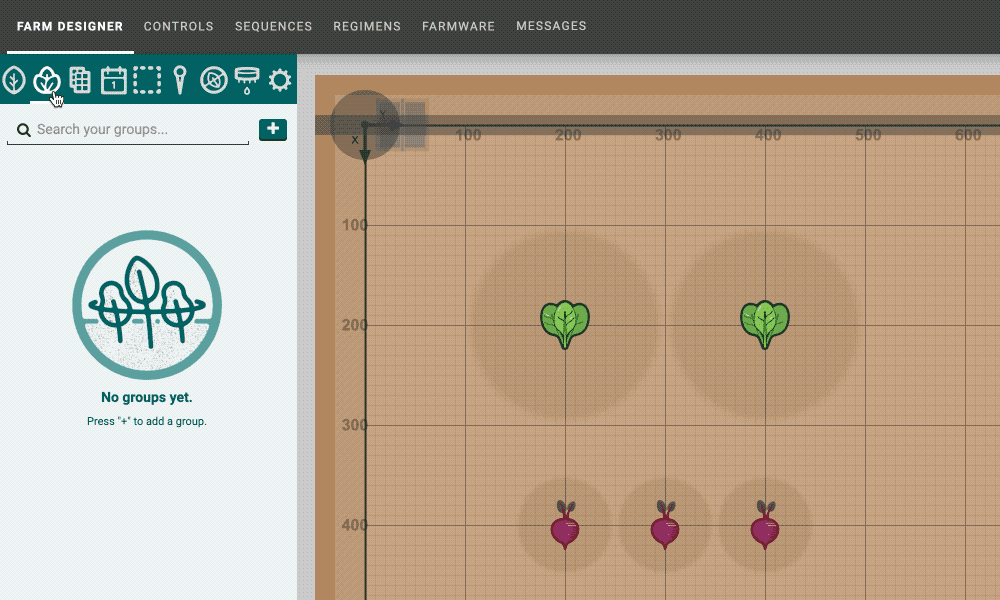 FARM DESIGNER CONTROLS SEQUENCES REGIMENS FARMWARE MESSAGES
1
Search your groups... +
No groups yet.
Press "+" to add a group.
Y
X
100 200 300 400 500 600
100
200
300
400